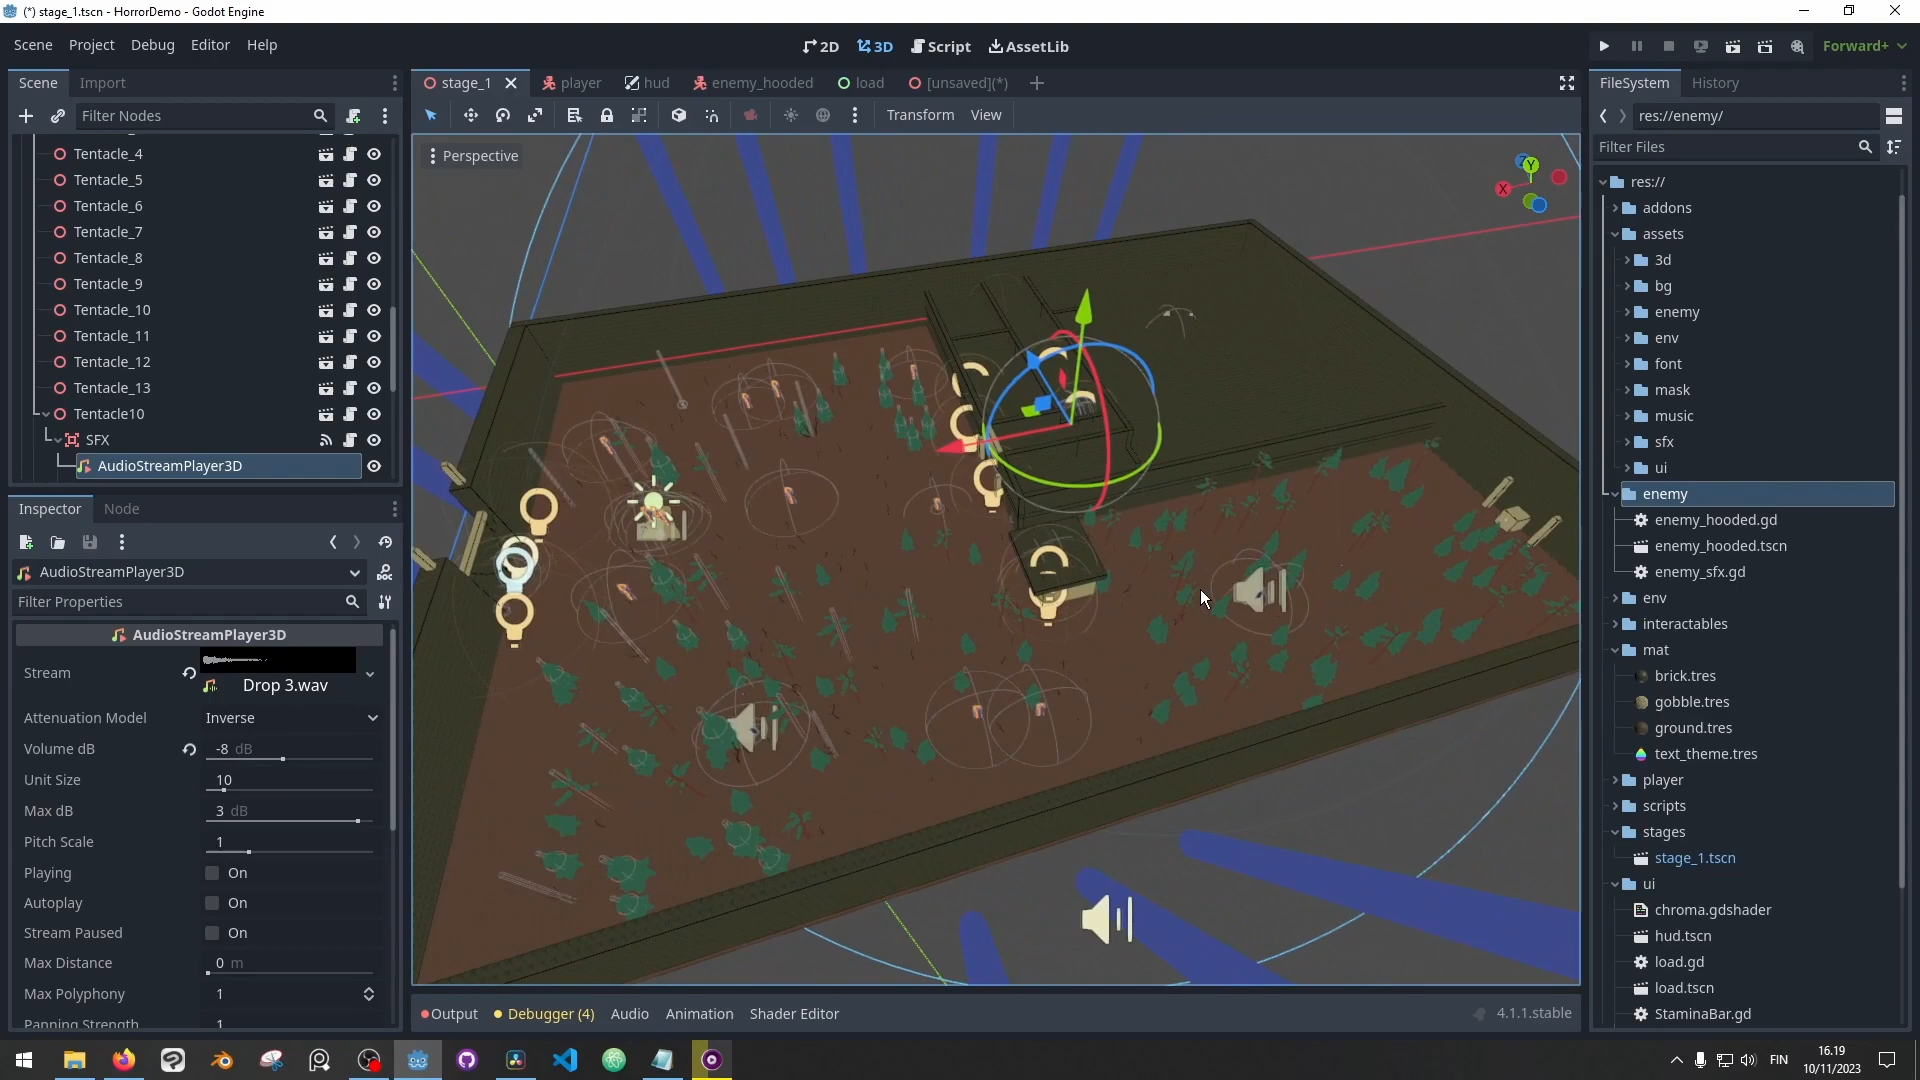 (*) stage_1.tscn - HorrorDemo - Godot Engine
Scene Project Debug Editor Help
2D 3D Script AssetLib
Forward+
Scene Import
stage_1 player hud enemy_hooded load [unsaved](*)
FileSystem History
Filter Nodes
Transform View
res://enemy/
Filter Files
Perspective
Y
Z
X
Tentacle_4
Tentacle_5
Tentacle_6
Tentacle_7
Tentacle_8
Tentacle_9
Tentacle_10
Tentacle_11
Tentacle_12
Tentacle_13
Tentacle10
SFX
AudioStreamPlayer3D
Inspector Node
AudioStreamPlayer3D
DOC
Filter Properties
AudioStreamPlayer3D
Stream
Drop 3.wav
Attenuation Model Inverse
Volume dB -8 dB
Unit Size 10
Max dB 3 dB
Pitch Scale 1
Playing On
Autoplay On
Stream Paused On
Max Distance 0 m
Max Polyphony 1
Panning Strength 1
res://
addons
assets
3d
bg
enemy
env
font
mask
music
sfx
ui
enemy
enemy_hooded.gd
enemy_hooded.tscn
enemy_sfx.gd
env
interactables
mat
brick.tres
gobble.tres
ground.tres
text_theme.tres
player
scripts
stages
stage_1.tscn
ui
chroma.gdshader
hud.tscn
load.gd
load.tscn
StaminaBar.gd
Output Debugger (4) Audio Animation Shader Editor
4.1.1.stable
FIN
16.19
10/11/2023